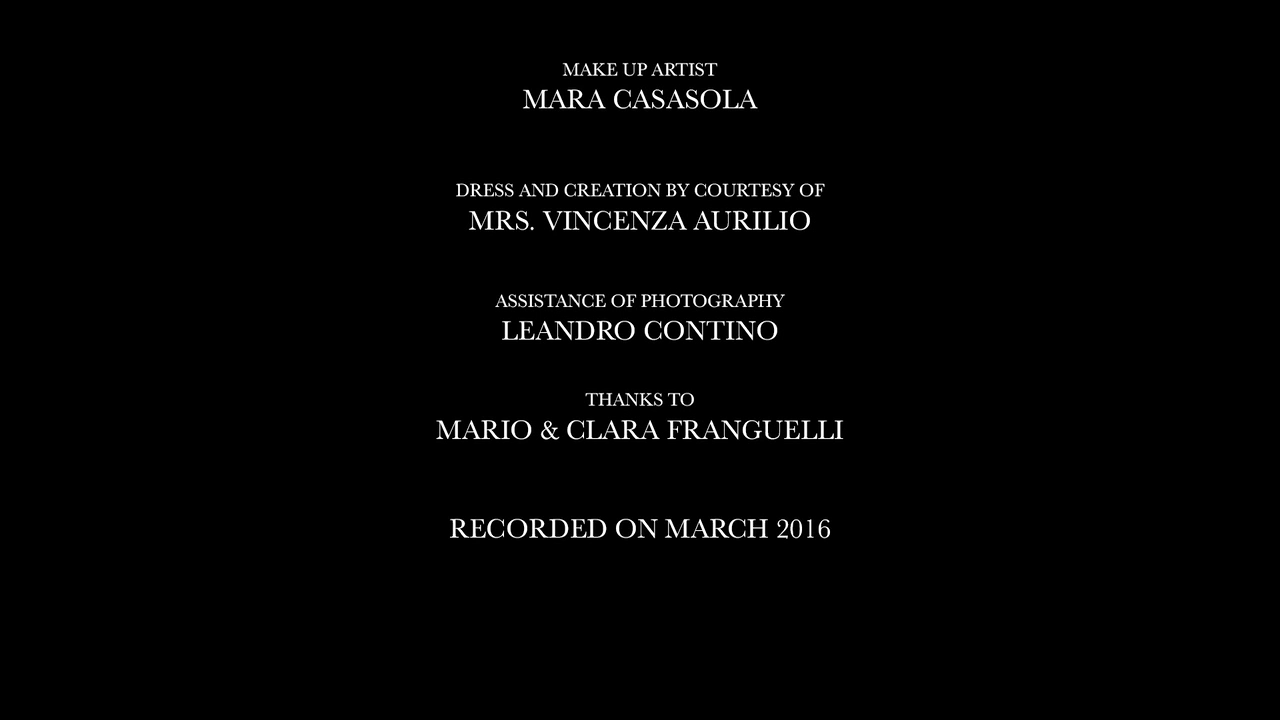 MAKE UP ARTIST
MARA CASASOLA
DRESS AND CREATION BY COURTESY OF
MRS. VINCENZA AURILIO
ASSISTANCE OF PHOTOGRAPHY
LEANDRO CONTINO
THANKS TO
MARIO & CLARA FRANGUELLI
RECORDED ON MARCH 2016